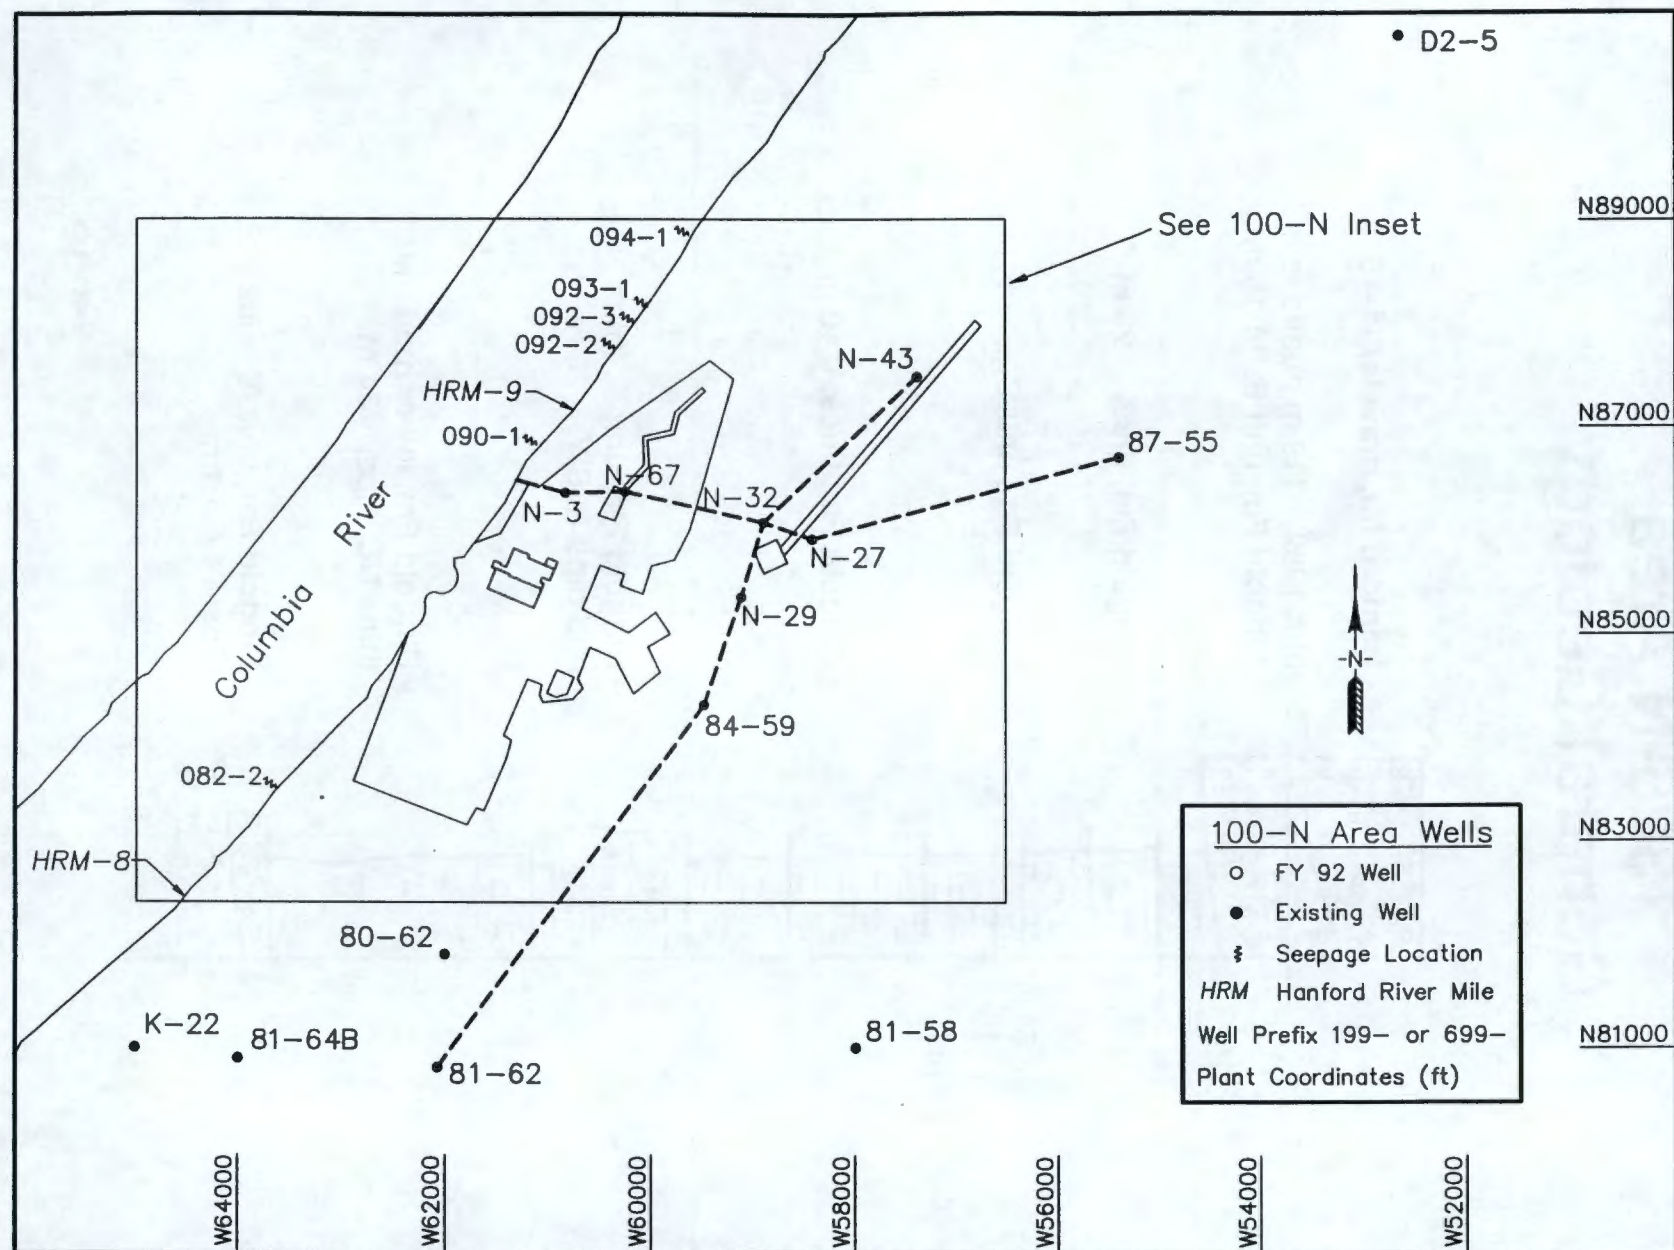 D2-5
N89000
See 100-N Inset
094-1
093-1
092-3
092-2
N-43
HRM-9
N87000
090-1
87-55
N-67
N-32
N-3
River
N-27
Columbia
N-29
N85000
-N-
84-59
082-2
HRM-8
N83000
80-62
K-22
81-64B
81-62
81-58
N81000
100-N Area Wells
FY 92 Well
Existing Well
Seepage Location
HRM Hanford River Mile
Well Prefix 199- or 699-
Plant Coordinates (ft)
W64000
W62000
W60000
W58000
W56000
W54000
W52000